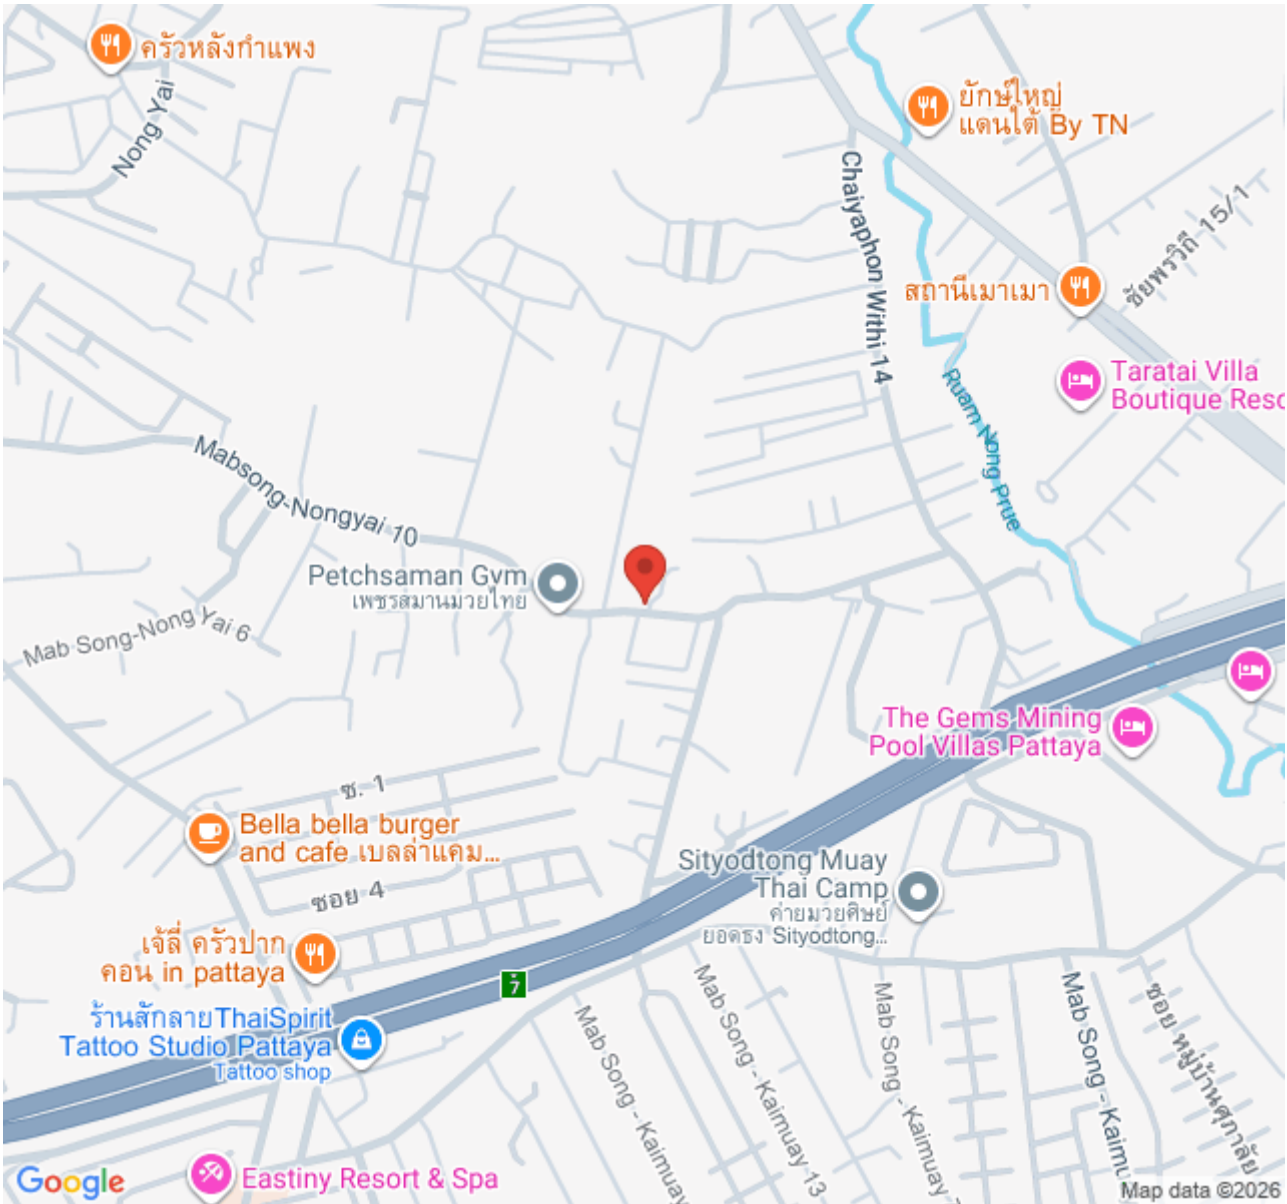 ครัวหลังกำแพง
Nong Yai
ยักษ์ใหญ่
แดนใต้ By TN
Chaiyaphon Withi 14
ชัยพรวิถี 15/1
สถานีเมาเมา
Taratai Villa
Boutique Reso
Ruam Nong Prue
Mabsong-Nongyai 10
Petchsaman Gym
เพชรสมานมวยไทย
Mab Song-Nong Yai 6
The Gems Mining
Pool Villas Pattaya
ซ. 1
Bella bella burger
and cafe เบลล่าแคม...
ซอย 4
Sityodtong Muay
Thai Camp
ค่ายมวยศิษย์
ยอดธง Sityodtong...
เจ้ลี่ ครัวปาก
คอน in pattaya
7
ร้านสักลายThaiSpirit
Tattoo Studio Pattaya
Tattoo shop
Mab Song - Kaimuay
Mab Song - Kaimuay 13
Mab Song - Kaimuay
Mab Song - Kaimu
ซอย หมู่บ้านศุภาลัย
Eastiny Resort & Spa
Google
Map data ©2026